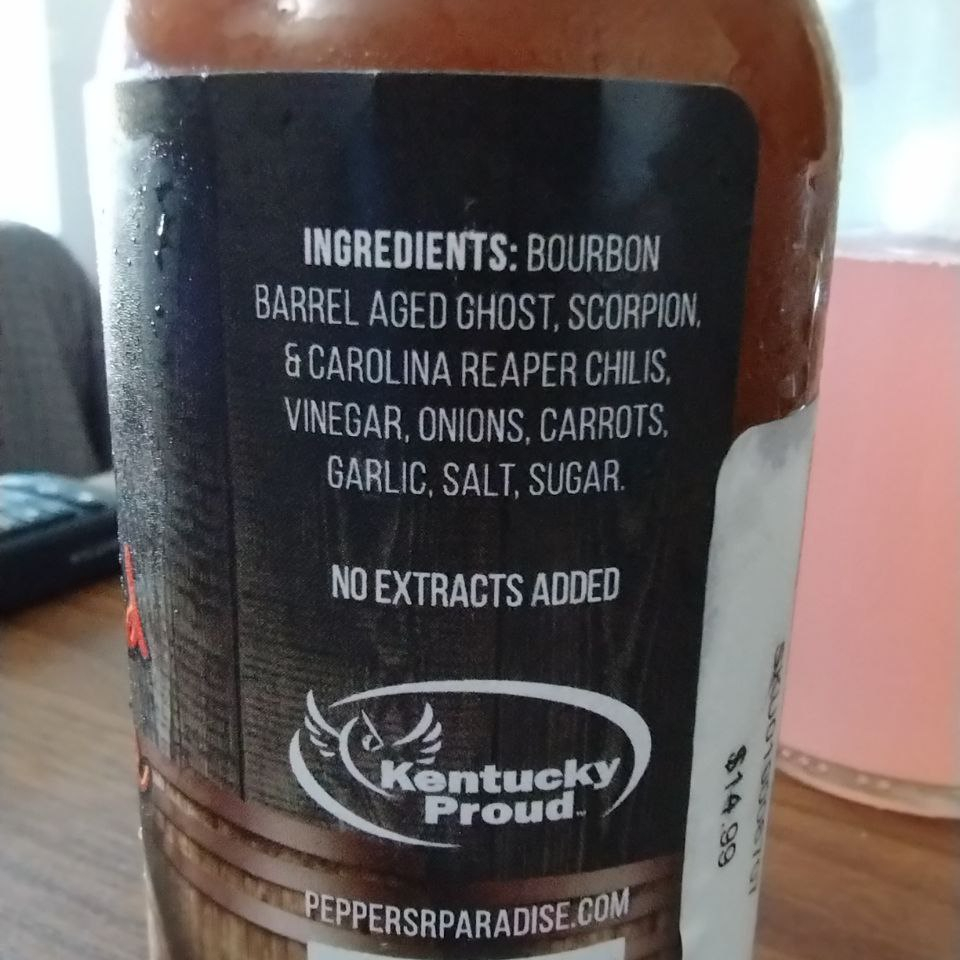 INGREDIENTS: BOURBON
BARREL AGED GHOST, SCORPION,
& CAROLINA REAPER CHILIS,
VINEGAR, ONIONS, CARROTS,
GARLIC, SALT, SUGAR.
NO EXTRACTS ADDED
Kentucky
Proud™
PEPPERSRPARADISE.COM
$14.99